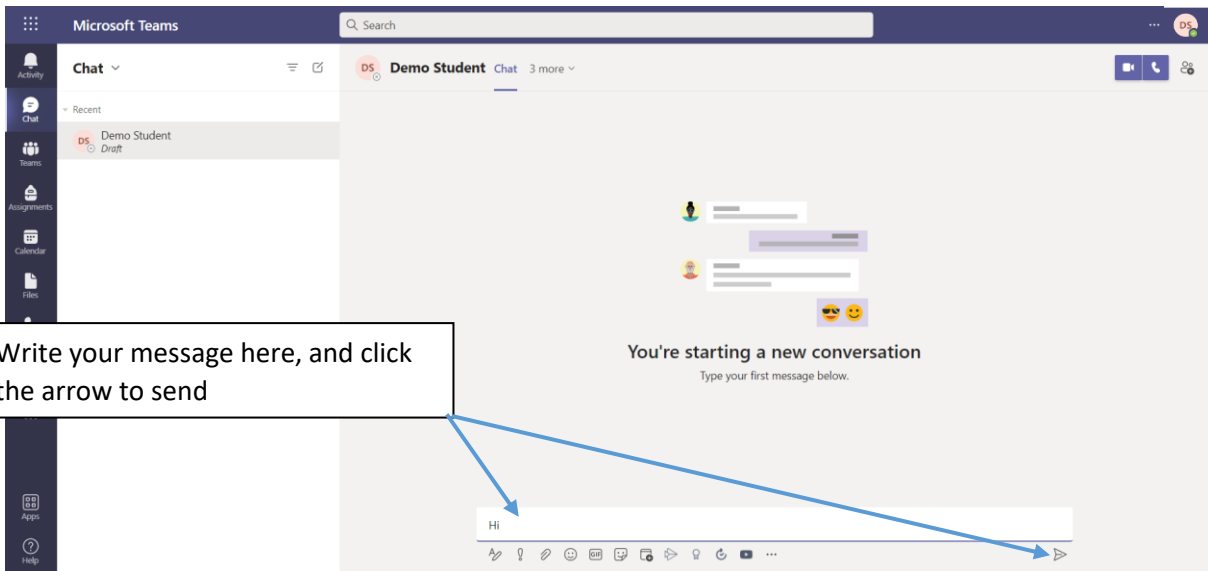 Microsoft Teams
Search
DS
Activity
Chat
Teams
Assignments
Calendar
Files
Apps
Help
Chat
Recent
DS
Demo Student
Draft
DS
Demo Student Chat 3 more
You're starting a new conversation
Type your first message below.
Write your message here, and click
the arrow to send
Hi
GIF